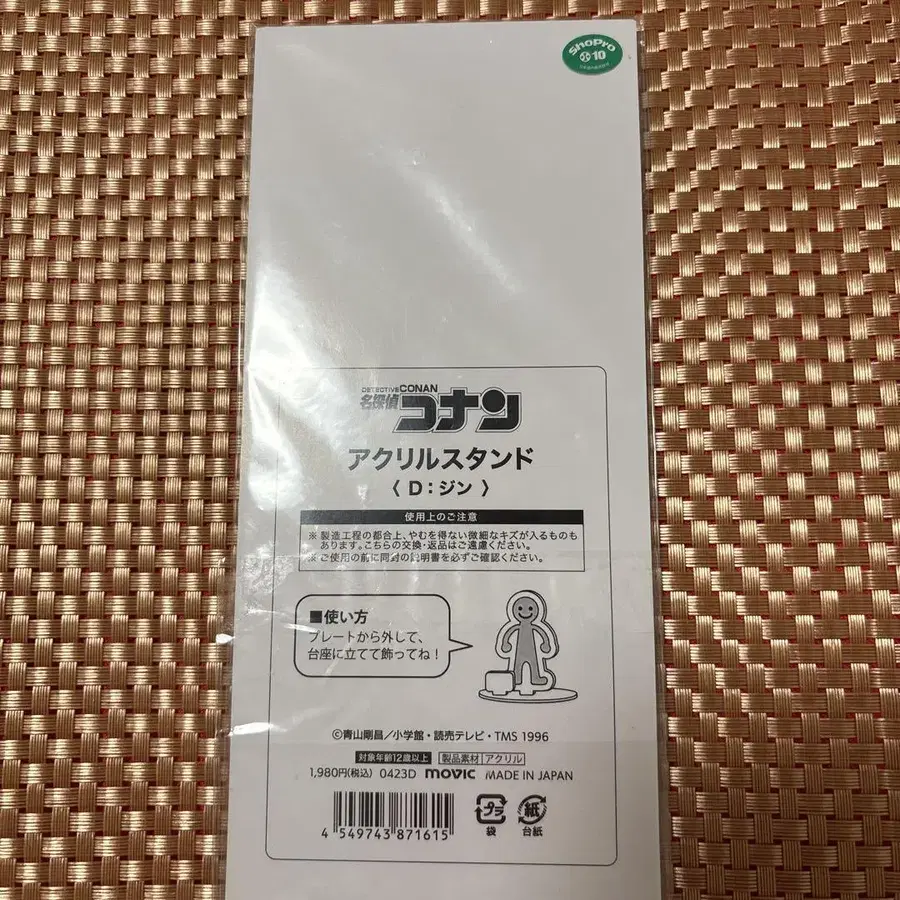 ShoPro
10
DETECTIVE CONAN
名探偵コナン
アクリルスタンド
〈 D:ジン 〉
使用上のご注意
※製造工程の都合上、やむを得ない微細なキズが入るものも
あります。こちらの交換・返品はご遠慮ください。
※ご使用の前に同封の説明書を必ずご確認ください。
■使い方
プレートから外して、
台座に立てて飾ってね!
©青山剛昌/小学館・読売テレビ・TMS 1996
対象年齢12歳以上 製品素材 アクリル
1,980円(税込) 0423D movic MADE IN JAPAN
4 549743 871615
プラ 紙
袋 台紙